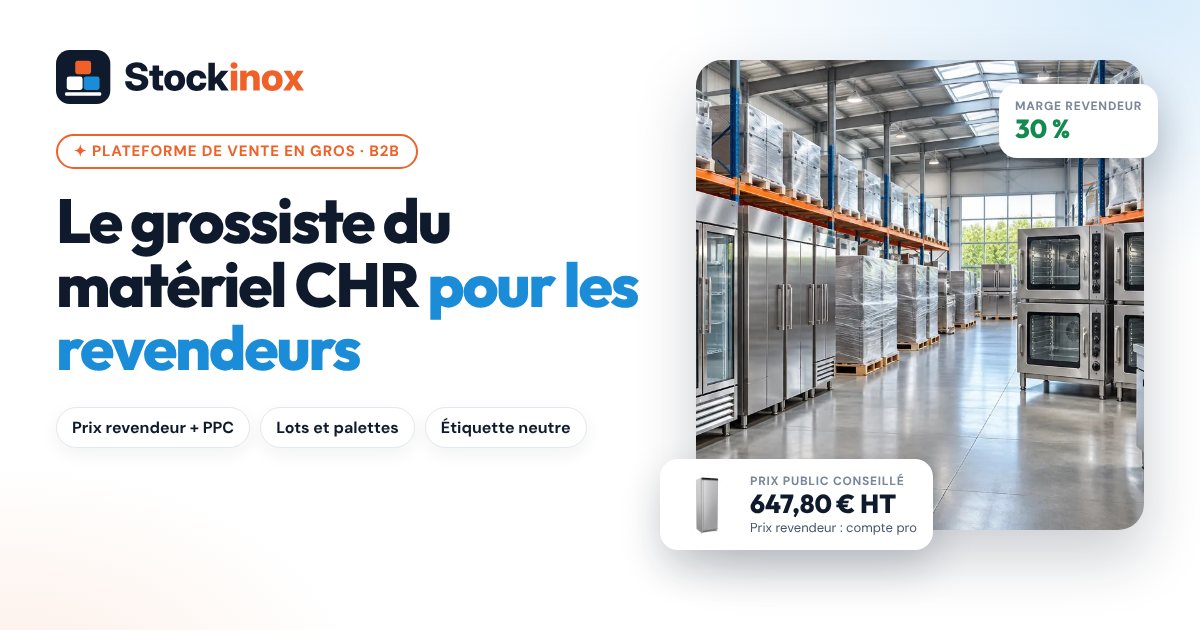 Stockinox
✦ PLATEFORME DE VENTE EN GROS · B2B
Le grossiste du
matériel CHR pour les
revendeurs
Prix revendeur + PPC
Lots et palettes
Étiquette neutre
MARGE REVENDEUR
30 %
PRIX PUBLIC CONSEILLÉ
647,80 € HT
Prix revendeur : compte pro